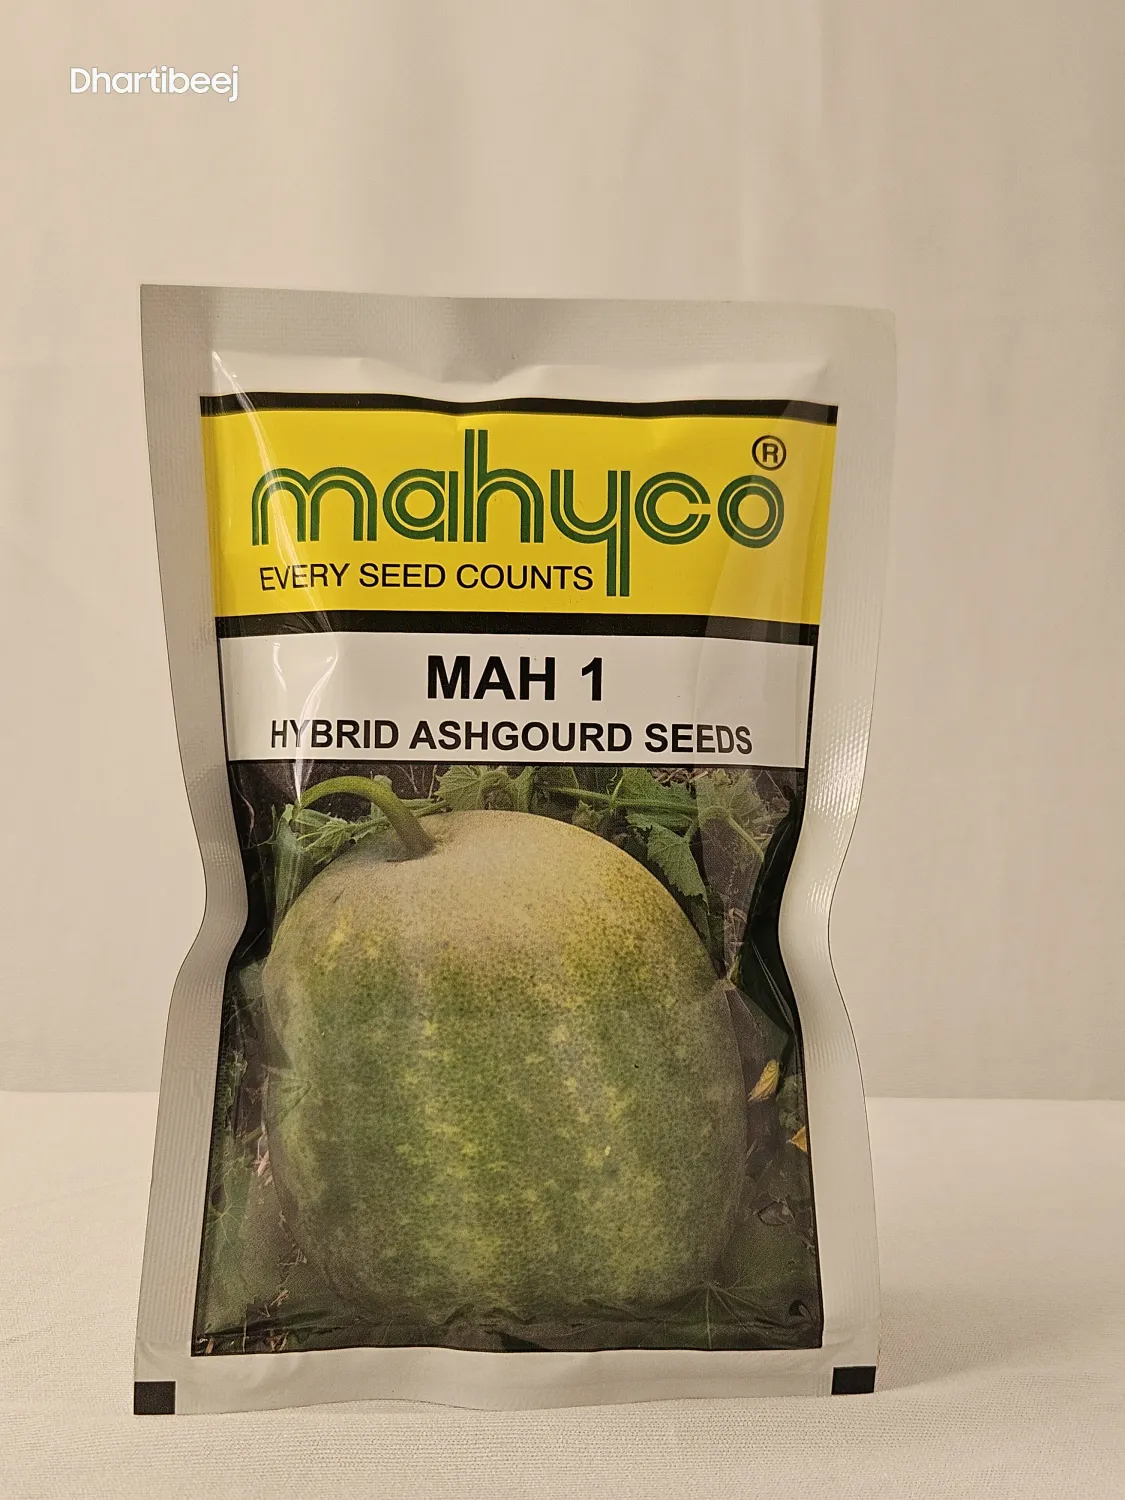 Dhartibeej
mahyco®
EVERY SEED COUNTS
MAH 1
HYBRID ASHGOURD SEEDS